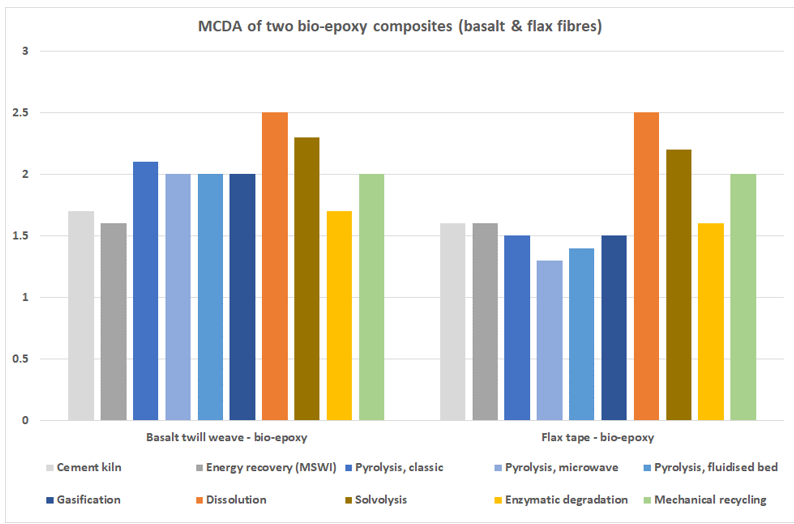 MCDA of two bio-epoxy composites (basalt & flax fibres)
3
2.5
2
1.5
1
0.5
0
Basalt twill weave - bio-epoxy Flax tape - bio-epoxy
Cement kiln Energy recovery (MSWI) Pyrolysis, classic Pyrolysis, microwave Pyrolysis, fluidised bed
Gasification Dissolution Solvolysis Enzymatic degradation Mechanical recycling